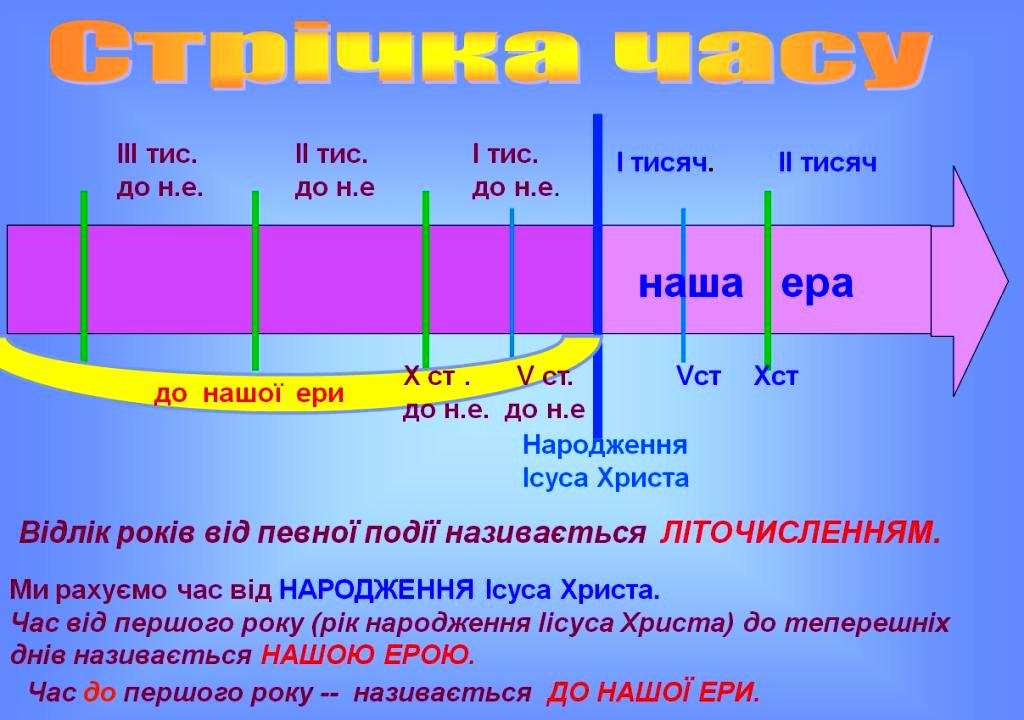 Стрічка часу
III тис. II тис. I тис. I тисяч. II тисяч
до н.е. до н.е до н.е.
наша ера
до нашої ери
X ст . V ст. Vст Xст
до н.е. до н.е
Народження
Ісуса Христа
Відлік років від певної події називається ЛІТОЧИСЛЕННЯМ.
Ми рахуємо час від НАРОДЖЕННЯ Ісуса Христа.
Час від першого року (рік народження Іісуса Христа) до теперешніх
днів називається НАШОЮ ЕРОЮ.
Час до першого року -- називається ДО НАШОЇ ЕРИ.